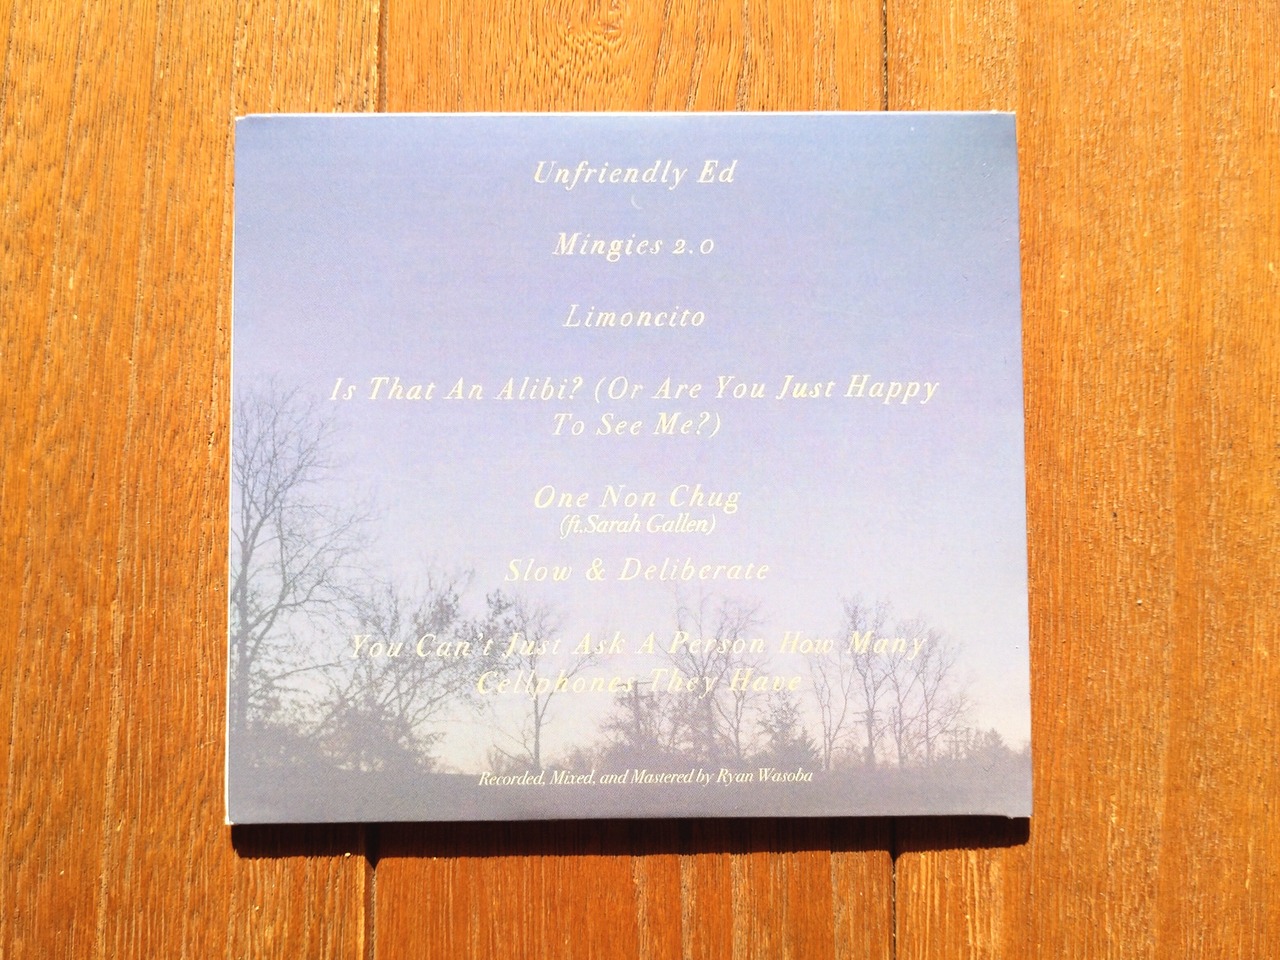 Unfriendly Ed
Mingies 2.0
Limoncito
Is That An Alibi? (Or Are You Just Happy
To See Me?)
One Non Chug
(ft.Sarah Gallen)
Slow & Deliberate
You Can't Just Ask A Person How Many
Cellphones They Have
Recorded, Mixed, and Mastered by Ryan Wasoba